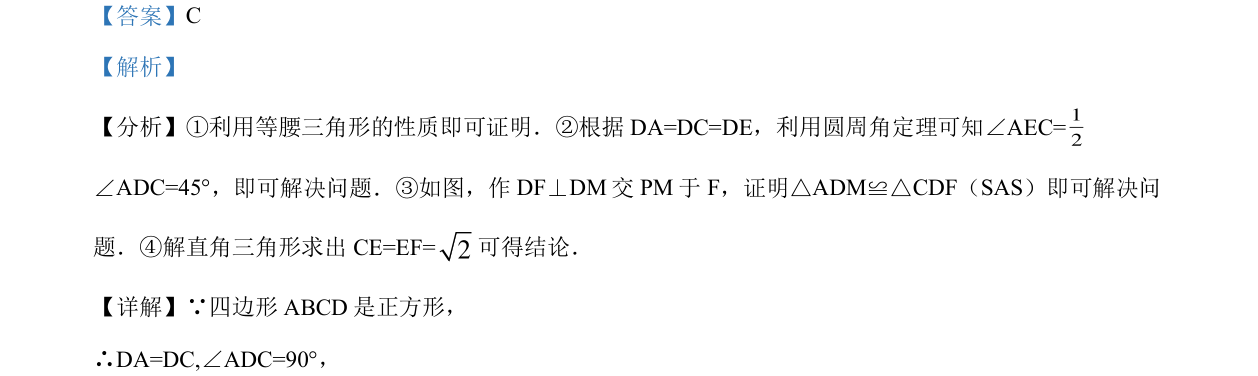 【答案】C
【解析】
【分析】①利用等腰三角形的性质即可证明．②根据 DA=DC=DE，利用圆周角定理可知∠AEC=1/2
∠ADC=45°，即可解决问题．③如图，作 DF⊥DM 交 PM 于 F，证明△ADM≌△CDF（SAS）即可解决问
题．④解直角三角形求出 CE=EF=√2 可得结论．
【详解】∵四边形 ABCD 是正方形，
∴DA=DC,∠ADC=90°，